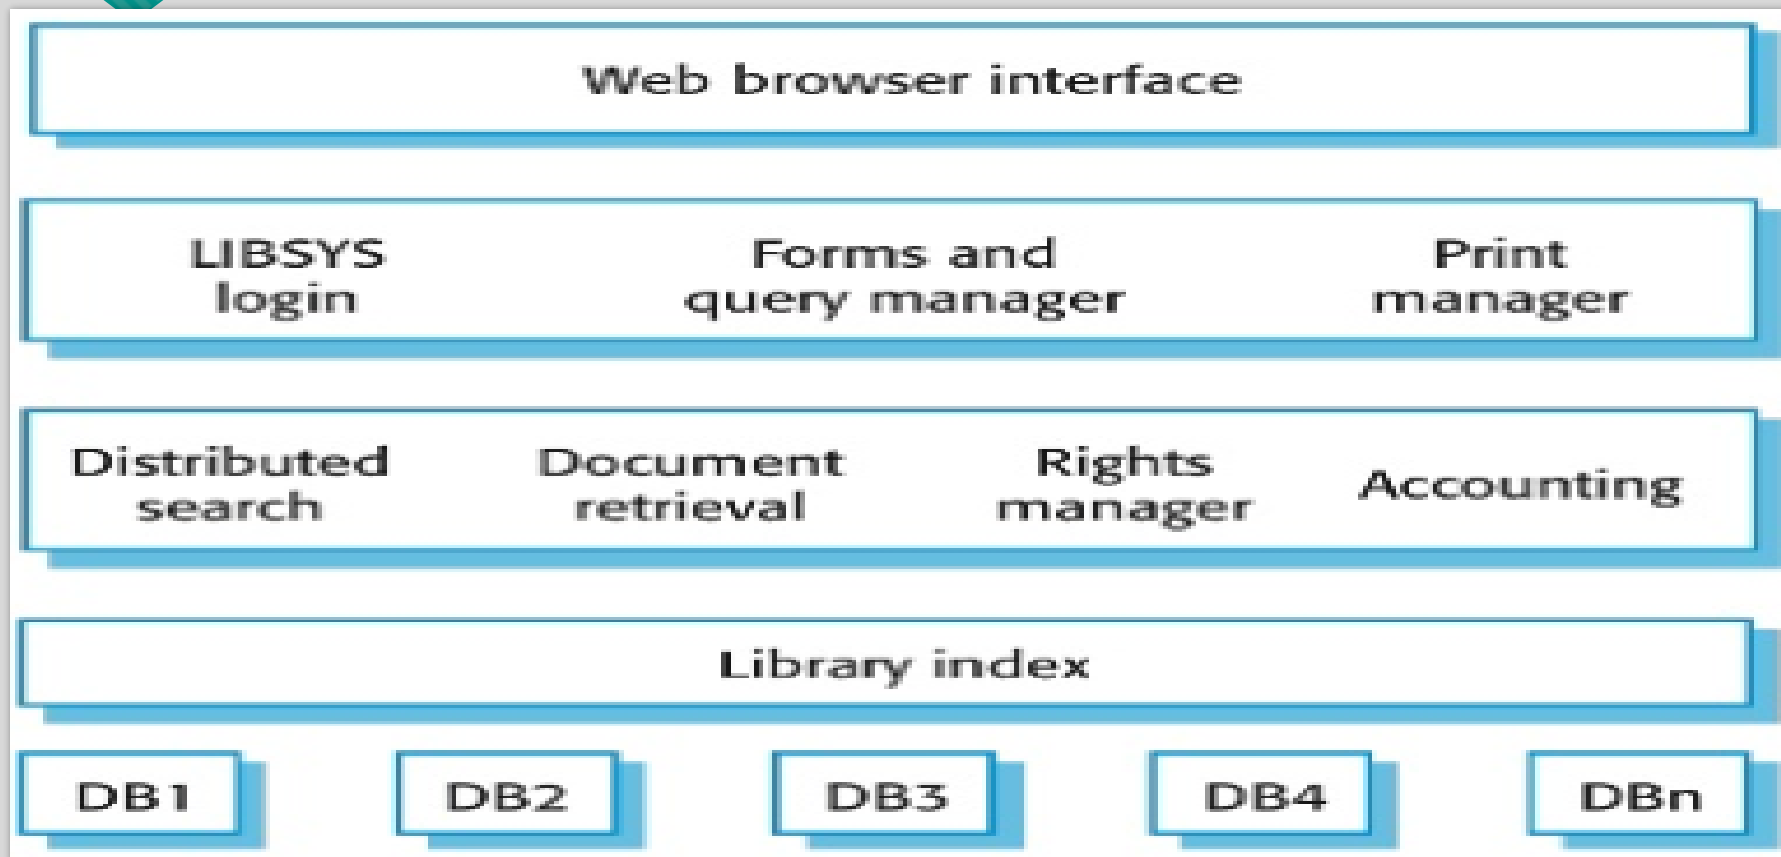 Web browser interface
LIBSYS
login
Forms and
query manager
Print
manager
Distributed
search
Document
retrieval
Rights
manager
Accounting
Library index
DB1
DB2
DB3
DB4
DBn